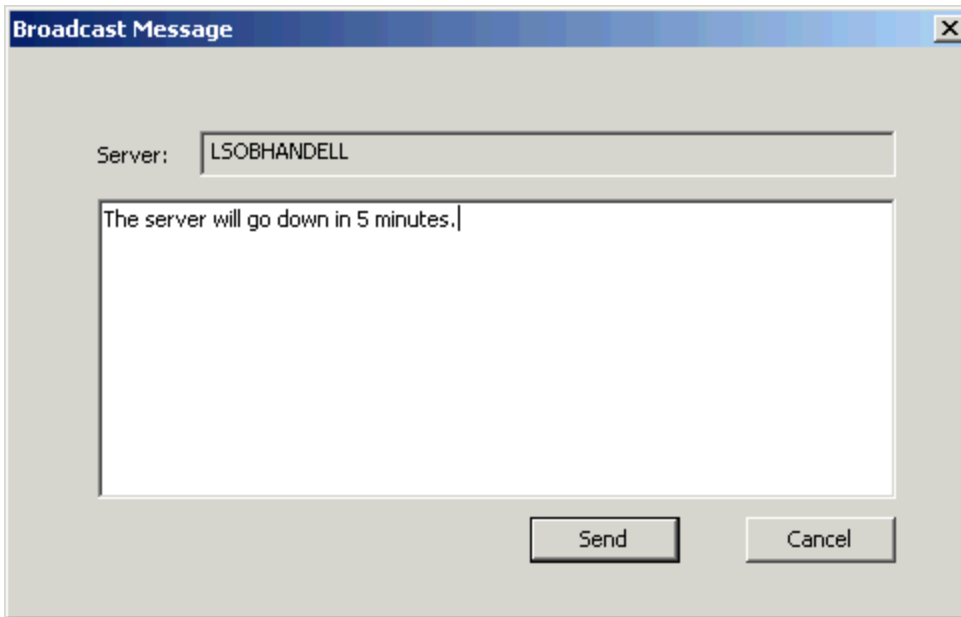 Broadcast Message
Server: LSOBHANDELL
The server will go down in 5 minutes.
Send Cancel